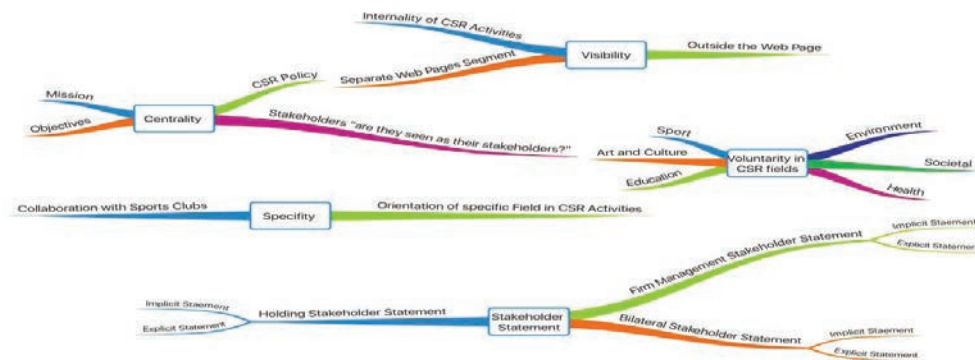 Internality of CSR Activities
Separate Web Pages Segment
Visibility
Outside the Web Page
Mission
Objectives
Centrality
CSR Policy
Stakeholders "are they seen as their stakeholders?"
Sport
Art and Culture
Education
Voluntarity in
CSR fields
Environment
Societal
Health
Collaboration with Sports Clubs
Specifity
Orientation of specific Field in CSR Activities
Implicit Staement
Explicit Statement
Holding Stakeholder Statement
Stakeholder
Statement
Firm Management Stakeholder Statement
Implicit Staement
Explicit Statement
Bilateral Stakeholder Statement
Implicit Staement
Explicit Statement